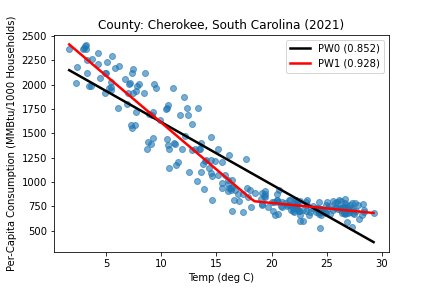 County: Cherokee, South Carolina (2021)
Per-Capita Consumption (MMBtu/1000 Households)
2500
2250
2000
1750
1500
1250
1000
750
500
PW0 (0.852)
PW1 (0.928)
5 10 15 20 25 30
Temp (deg C)